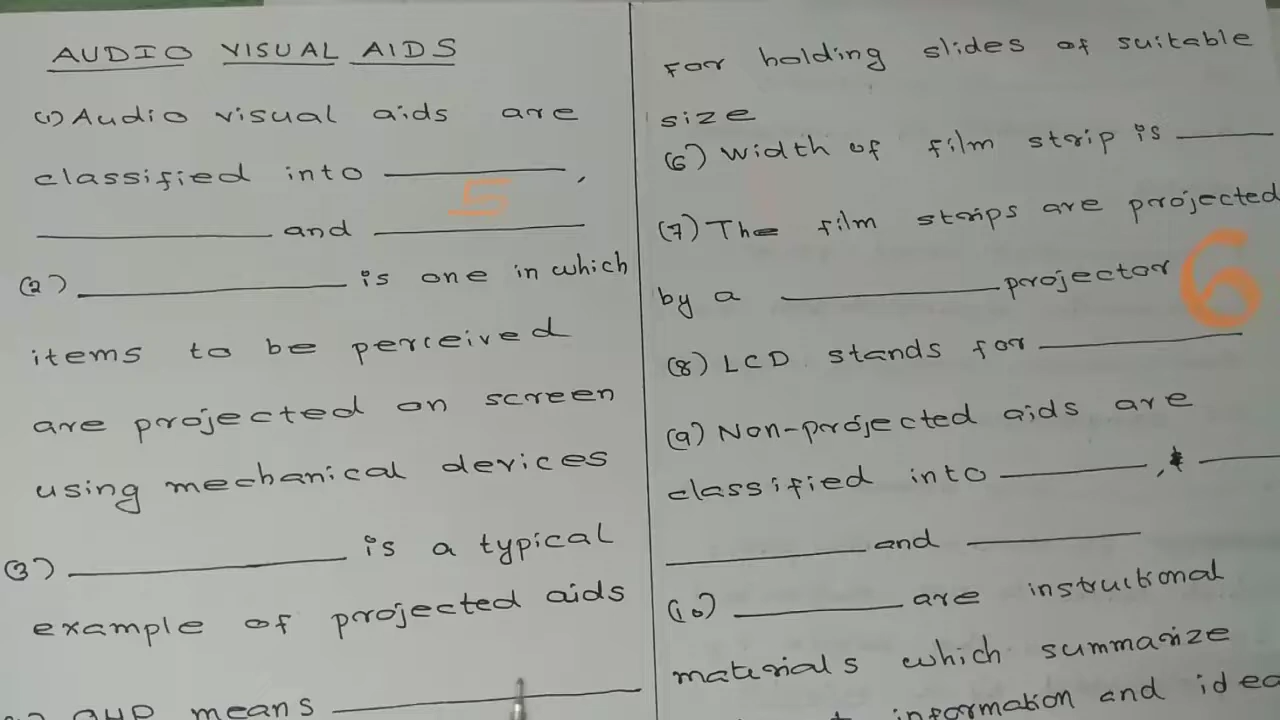 AUDIO VISUAL AIDS
(1) Audio visual aids are
classified into ________,
________ and ________
5
(2) ________ is one in which
items to be perceived
are projected on screen
using mechanical devices
(3) ________ is a typical
example of projected aids
OHP means ________
for holding slides of suitable
size
(6) Width of film strip is ________
(7) The film strips are projected
by a ________ projector
6
(8) LCD stands for ________
(9) Non-projected aids are
classified into ________, ________
________ and ________
(10) ________ are instructional
materials which summarize
information and idea